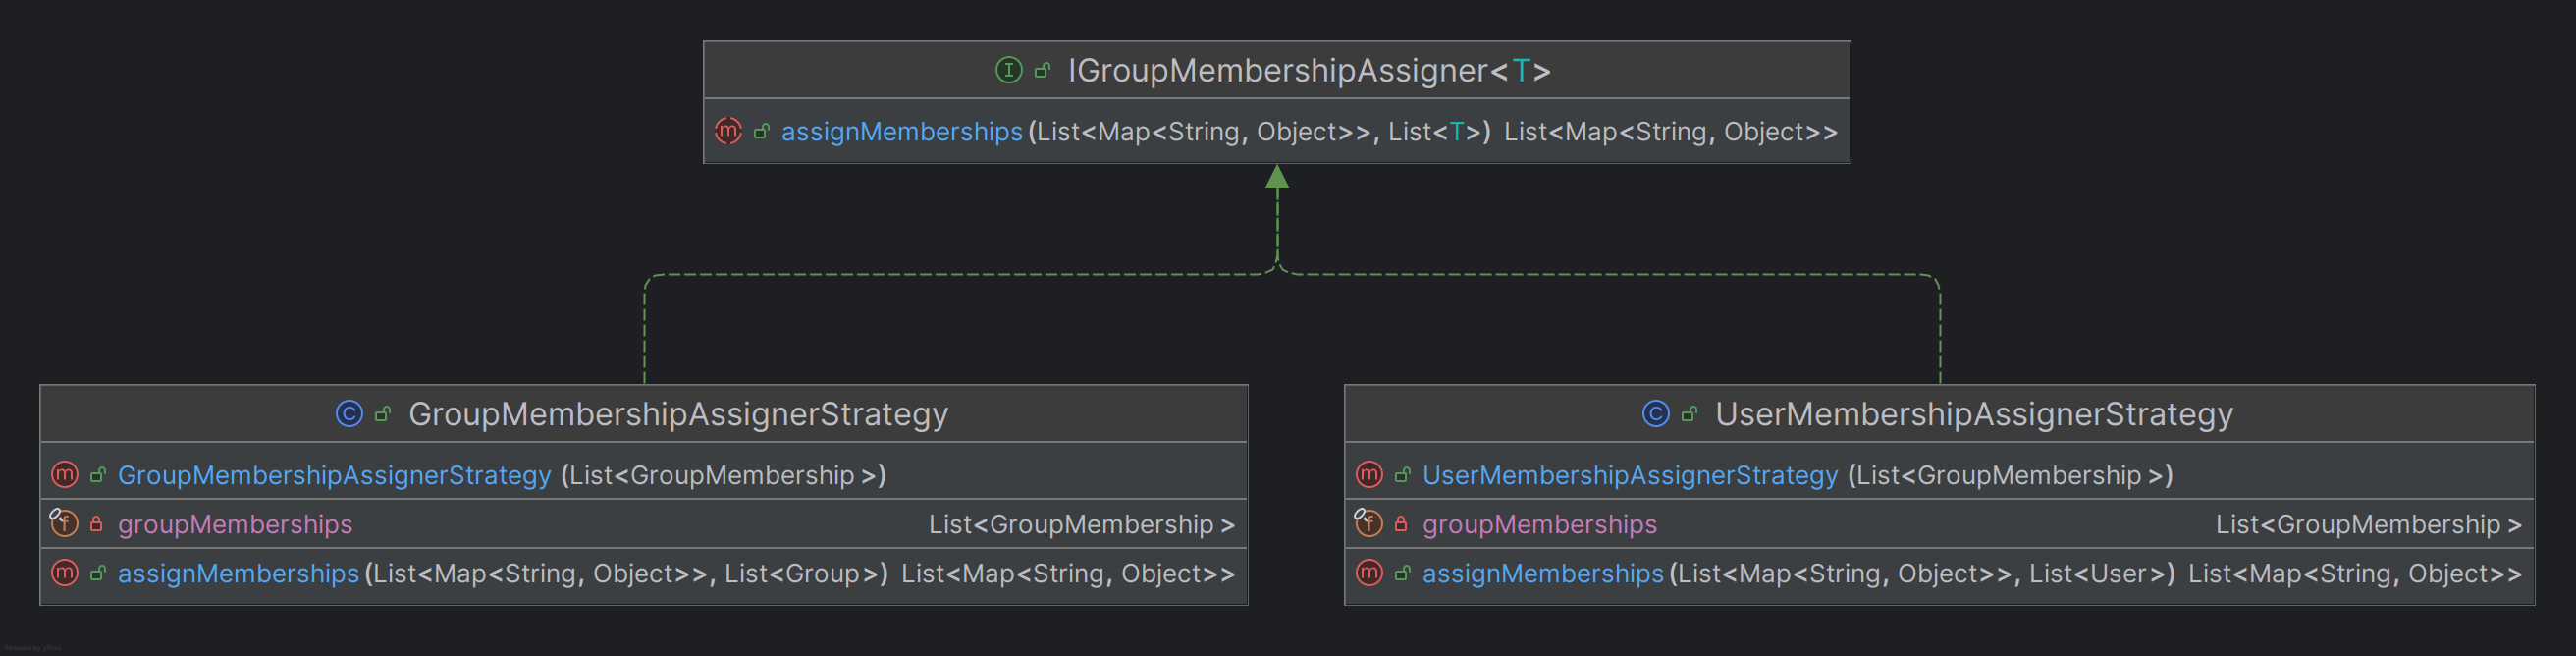 IGroupMembershipAssigner<T>
assignMemberships(List<Map<String, Object>>, List<T>) List<Map<String, Object>>
GroupMembershipAssignerStrategy
GroupMembershipAssignerStrategy (List<GroupMembership >)
groupMemberships List<GroupMembership >
assignMemberships(List<Map<String, Object>>, List<Group>) List<Map<String, Object>>
UserMembershipAssignerStrategy
UserMembershipAssignerStrategy (List<GroupMembership >)
groupMemberships List<GroupMembership >
assignMemberships(List<Map<String, Object>>, List<User>) List<Map<String, Object>>
Powered by yFiles